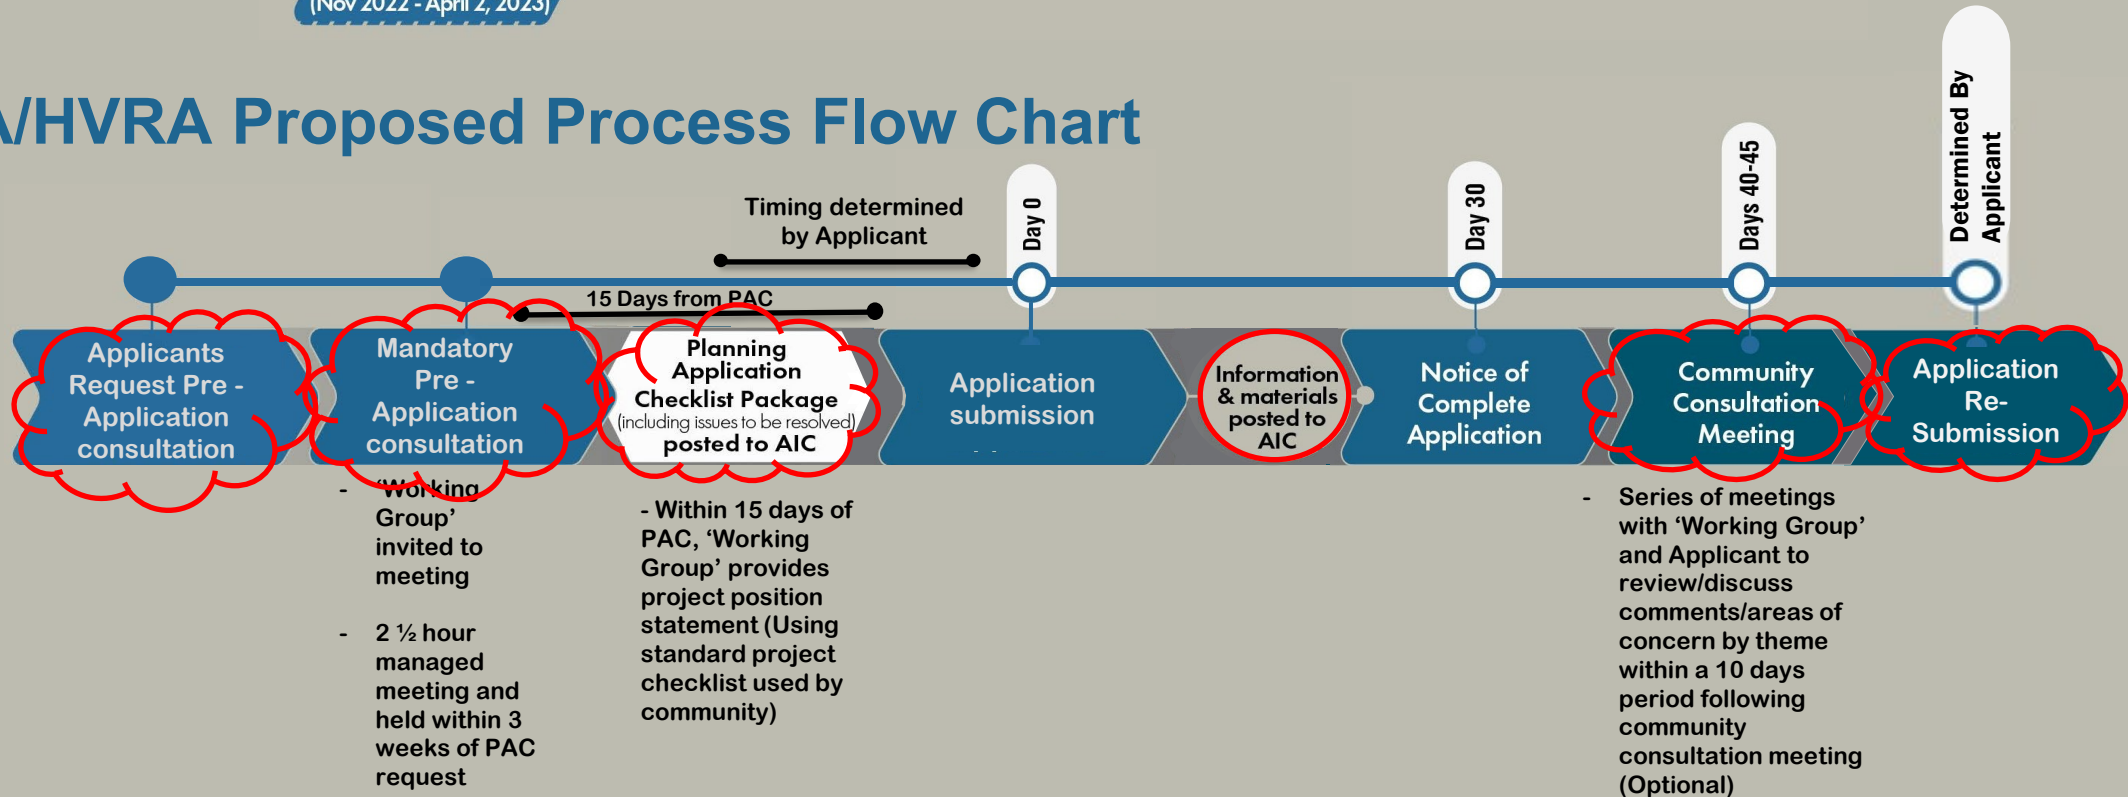 (Nov 2022 - April 2, 2023)
A/HVRA Proposed Process Flow Chart
Timing determined
by Applicant
Day 0
Day 30
Days 40-45
Determined By
Applicant
15 Days from PAC
Applicants
Request Pre -
Application
consultation
Mandatory
Pre -
Application
consultation
Planning
Application
Checklist Package
(including issues to be resolved)
posted to AIC
Application
submission
Information
& materials
posted to
AIC
Notice of
Complete
Application
Community
Consultation
Meeting
Application
Re-
Submission
- ‘Working
Group’
invited to
meeting
- 2 ½ hour
managed
meeting and
held within 3
weeks of PAC
request
- Within 15 days of
PAC, ‘Working
Group’ provides
project position
statement (Using
standard project
checklist used by
community)
- Series of meetings
with ‘Working Group’
and Applicant to
review/discuss
comments/areas of
concern by theme
within a 10 days
period following
community
consultation meeting
(Optional)